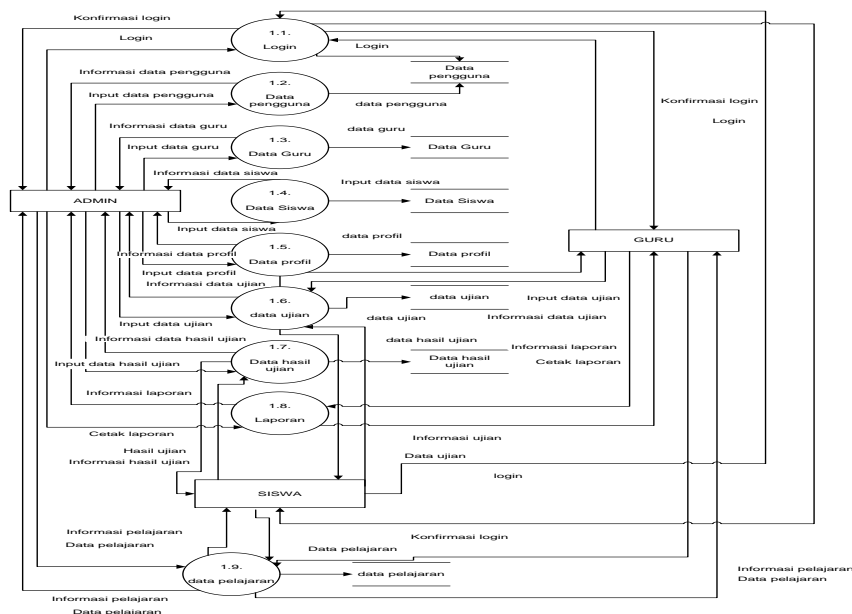 Konfirmasi login
Login
1.1.
Login
Login
Data
pengguna
Informasi data pengguna
1.2.
Data
pengguna
Input data pengguna
data pengguna
Konfirmasi login
Login
Informasi data guru
data guru
1.3.
Data Guru
Input data guru
Data Guru
Informasi data siswa
Input data siswa
1.4.
Data Siswa
Data Siswa
ADMIN
Input data siswa
data profil
GURU
1.5.
Data profil
Informasi data profil
Data profil
Input data profil
Informasi data ujian
1.6.
data ujian
data ujian
Input data ujian
data ujian
Informasi data ujian
Input data ujian
Informasi data hasil ujian
data hasil ujian
1.7.
Data hasil
ujian
Informasi laporan
Data hasil
ujian
Cetak laporan
Input data hasil ujian
Informasi laporan
1.8.
Laporan
Cetak laporan
Informasi ujian
Hasil ujian
Data ujian
Informasi hasil ujian
login
SISWA
Informasi pelajaran
Konfirmasi login
Data pelajaran
Data pelajaran
1.9.
data pelajaran
data pelajaran
Informasi pelajaran
Data pelajaran
Informasi pelajaran
Data pelajaran